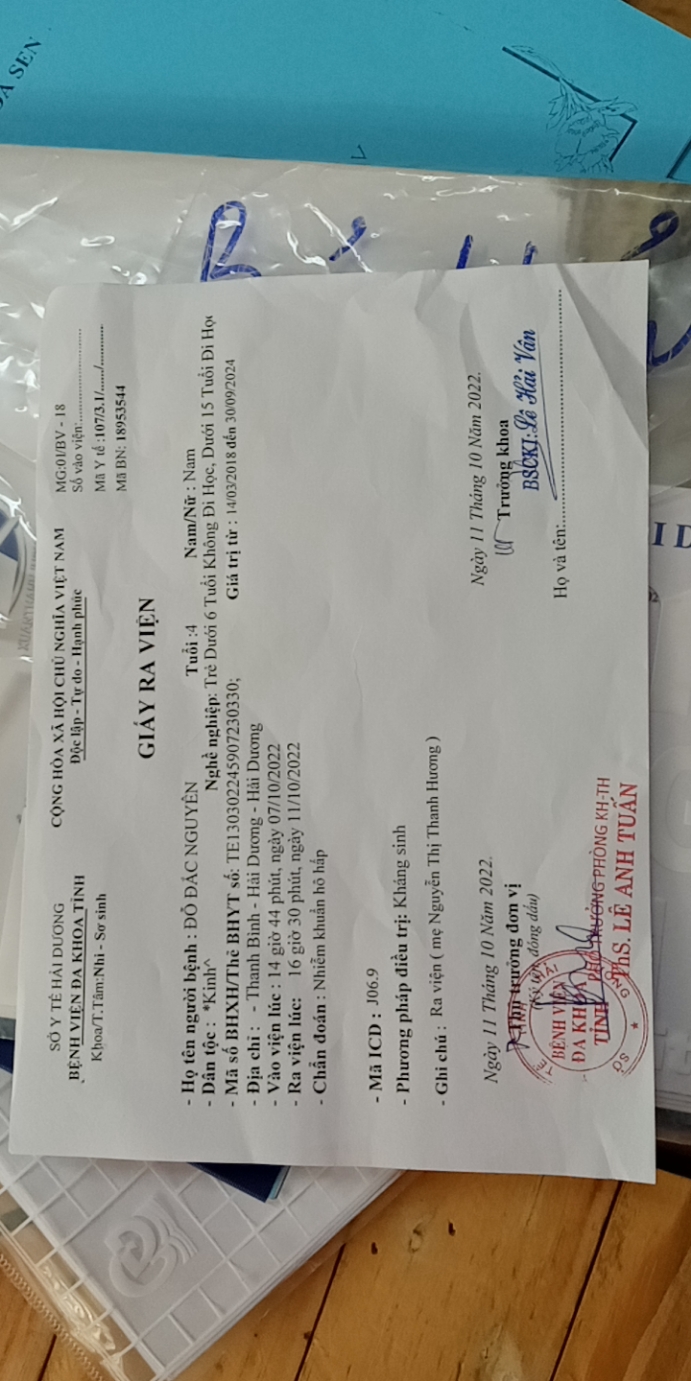 SỞ Y TẾ HẢI DƯƠNG
BỆNH VIỆN ĐA KHOA TỈNH
Khoa/T.Tâm:Nhi - Sơ sinh
CỘNG HÒA XÃ HỘI CHỦ NGHĨA VIỆT NAM
Độc lập - Tự do - Hạnh phúc
MG:01/BV - 18
Số vào viện:
Mã Y tế :107/3.1/....../............
Mã BN: 18953544
GIẤY RA VIỆN
- Họ tên người bệnh : ĐỖ ĐẮC NGUYÊN Tuổi :4 Nam/Nữ : Nam
- Dân tộc : *Kinh^ Nghề nghiệp: Trẻ Dưới 6 Tuổi Không Đi Học, Dưới 15 Tuổi Đi Học
- Mã số BHXH/Thẻ BHYT số: TE130302245907230330; Giá trị từ : 14/03/2018 đến 30/09/2024
- Địa chỉ : - Thanh Bình - Hải Dương - Hải Dương
- Vào viện lúc : 14 giờ 44 phút, ngày 07/10/2022
- Ra viện lúc: 16 giờ 30 phút, ngày 11/10/2022
- Chẩn đoán : Nhiễm khuẩn hô hấp
- Mã ICD : J06.9
- Phương pháp điều trị: Kháng sinh
- Ghi chú : Ra viện ( mẹ Nguyễn Thị Thanh Hương )
Ngày 11 Tháng 10 Năm 2022.
Thủ trưởng đơn vị
(Ký tên, đóng dấu)
BỆNH VIỆN
ĐA KHOA
TỈNH
PHÓ TRƯỞNG PHÒNG KH-TH
ThS. LÊ ANH TUẤN
Ngày 11 Tháng 10 Năm 2022.
Trưởng khoa
BSCKI: Lê Hải Vân
Họ và tên:
A SEN